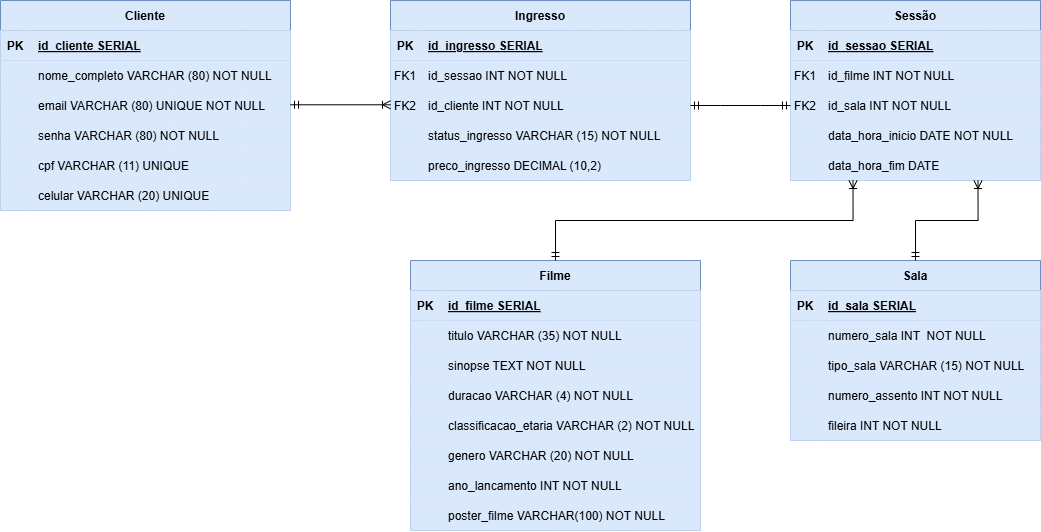 Cliente
PK id_cliente SERIAL
nome_completo VARCHAR (80) NOT NULL
email VARCHAR (80) UNIQUE NOT NULL
senha VARCHAR (80) NOT NULL
cpf VARCHAR (11) UNIQUE
celular VARCHAR (20) UNIQUE
Ingresso
PK id_ingresso SERIAL
FK1 id_sessao INT NOT NULL
FK2 id_cliente INT NOT NULL
status_ingresso VARCHAR (15) NOT NULL
preco_ingresso DECIMAL (10,2)
Sessão
PK id_sessao SERIAL
FK1 id_filme INT NOT NULL
FK2 id_sala INT NOT NULL
data_hora_inicio DATE NOT NULL
data_hora_fim DATE
Filme
PK id_filme SERIAL
titulo VARCHAR (35) NOT NULL
sinopse TEXT NOT NULL
duracao VARCHAR (4) NOT NULL
classificacao_etaria VARCHAR (2) NOT NULL
genero VARCHAR (20) NOT NULL
ano_lancamento INT NOT NULL
poster_filme VARCHAR(100) NOT NULL
Sala
PK id_sala SERIAL
numero_sala INT  NOT NULL
tipo_sala VARCHAR (15) NOT NULL
numero_assento INT NOT NULL
fileira INT NOT NULL